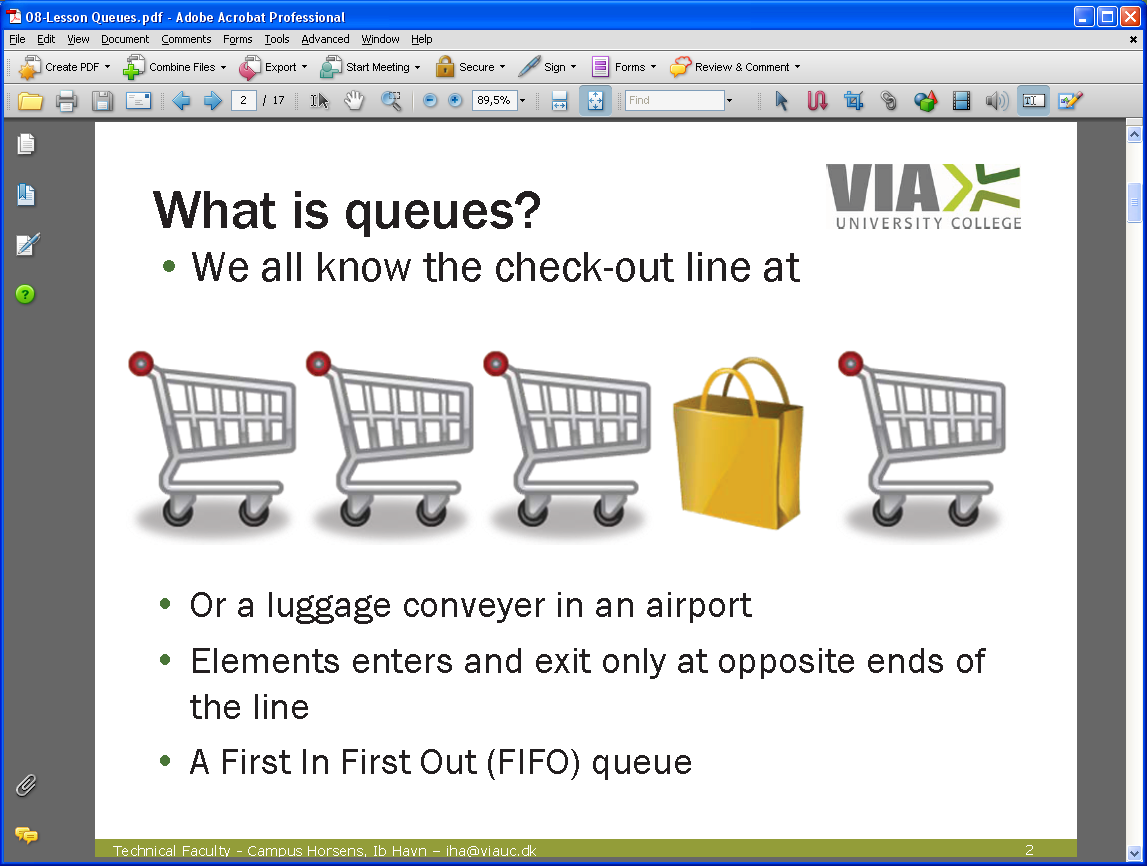 08-Lesson Queues.pdf - Adobe Acrobat Professional
File Edit View Document Comments Forms Tools Advanced Window Help
Create PDF Combine Files Export Start Meeting Secure Sign Forms Review & Comment
2 / 17 89,5% Find
VIA
UNIVERSITY COLLEGE
What is queues?
• We all know the check-out line at
• Or a luggage conveyer in an airport
• Elements enters and exit only at opposite ends of
the line
• A First In First Out (FIFO) queue
Technical Faculty - Campus Horsens, Ib Havn – iha@viauc.dk 2